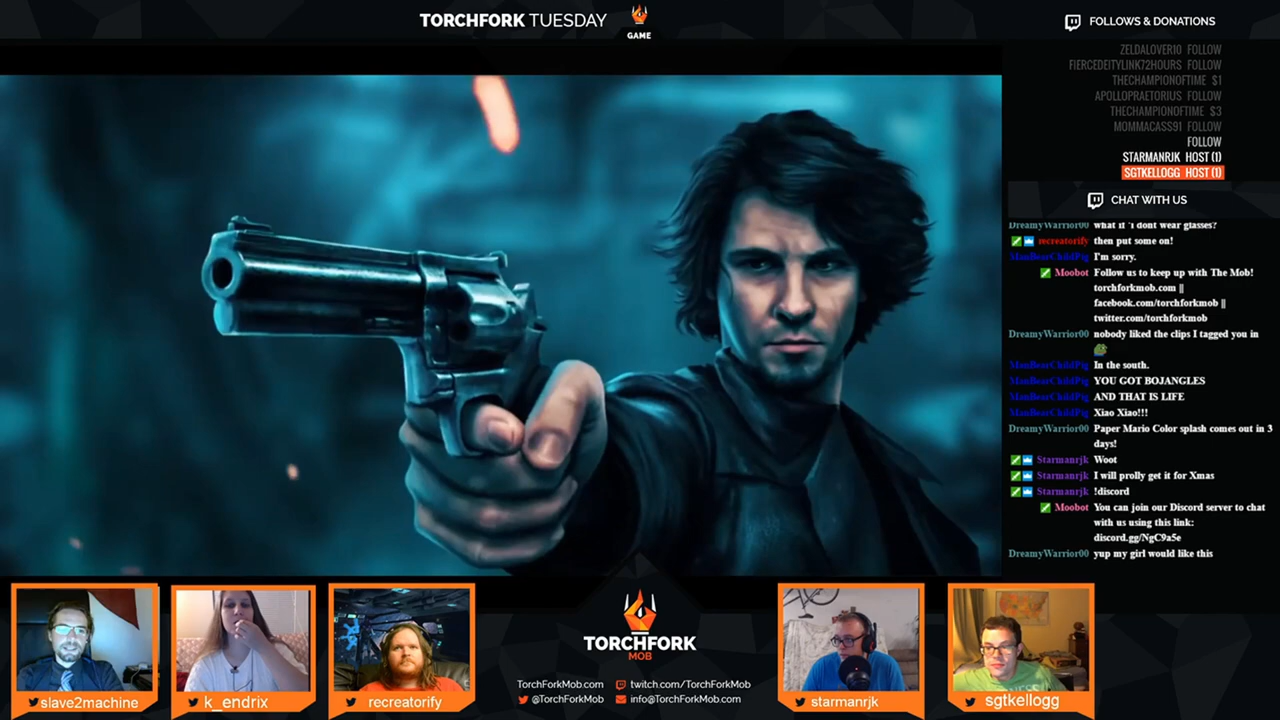 TORCHFORK TUESDAY
GAME
FOLLOWS & DONATIONS
ZELDALOVER10 FOLLOW
FIERCEDEITYLINK72HOURS FOLLOW
THECHAMPIONOFTIME $1
APOLLOPRAETORIUS FOLLOW
THECHAMPIONOFTIME $3
MOMMACASS91 FOLLOW
FOLLOW
STARMANRJK HOST (1)
SGTKELLOGG HOST (1)
CHAT WITH US
DreamyWarrior00 what if i dont wear glasses?
recreatorify then put some on!
ManBearChildPig I'm sorry.
Moobot Follow us to keep up with The Mob!
torchforkmob.com ||
facebook.com/torchforkmob ||
twitter.com/torchforkmob
DreamyWarrior00 nobody liked the clips I tagged you in
ManBearChildPig In the south.
ManBearChildPig YOU GOT BOJANGLES
ManBearChildPig AND THAT IS LIFE
ManBearChildPig Xiao Xiao!!!
DreamyWarrior00 Paper Mario Color splash comes out in 3
days!
Starmanrjk Woot
Starmanrjk I will prolly get it for Xmas
Starmanrjk !discord
Moobot You can join our Discord server to chat
with us using this link:
discord.gg/NgC9a5e
DreamyWarrior00 yup my girl would like this
slave2machine
k_endrix
recreatorify
TORCHFORK
MOB
TorchForkMob.com twitch.com/TorchForkMob
@TorchForkMob info@TorchForkMob.com
starmanrjk
sgtkellogg